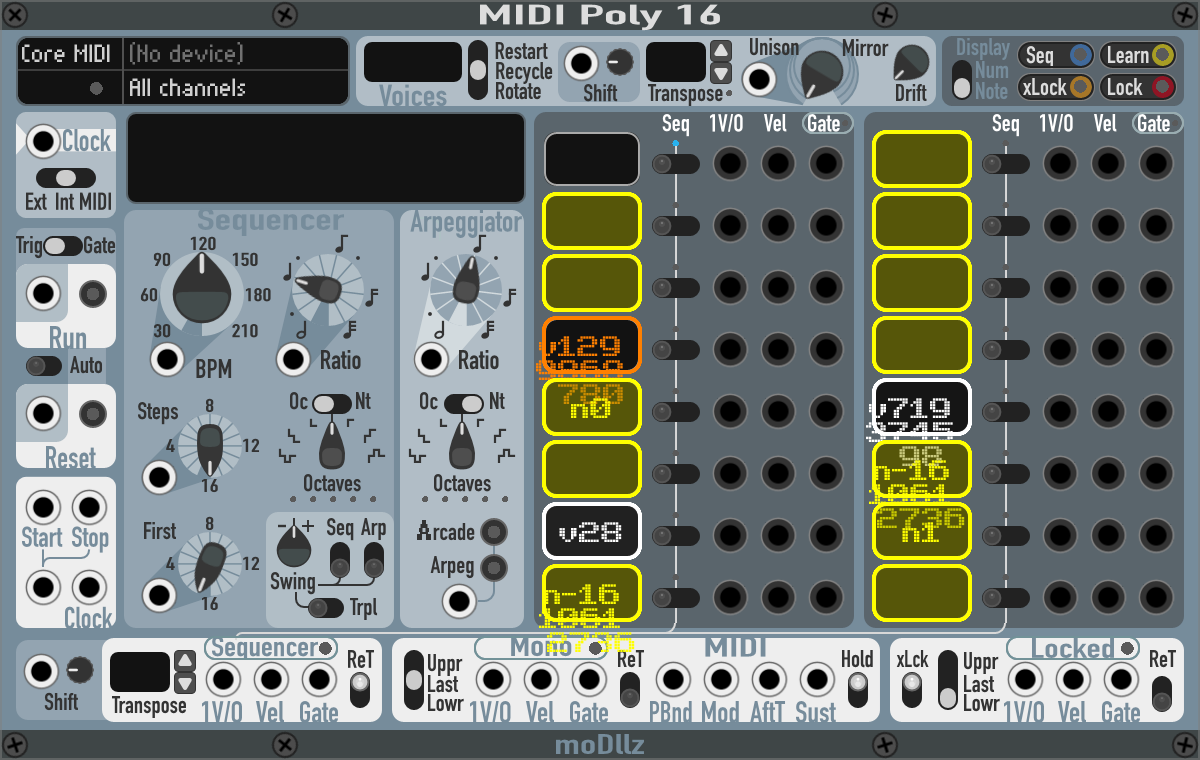 MIDI Poly 16
Core MIDI (No device)
All channels
Voices
Restart
Recycle
Rotate
Shift
Transpose
Unison
Mirror
Drift
Display
Num
Note
Seq Learn
xLock Lock
Clock
Ext Int MIDI
Trig Gate
Run
Auto
Reset
Start Stop
Clock
Sequencer
120
90 150
60 180
30 210
BPM
Ratio
Steps
8
4 12
16
Oc Nt
Octaves
First
8
4 12
16
- +
Swing
Seq Arp
Trpl
Arpeggiator
Ratio
Oc Nt
Octaves
Arcade
Arpeg
Seq 1V/O Vel Gate
v129
780
n0
v28
n-16
1061
Seq 1V/O Vel Gate
v719
98
n-16
1061
2736
n1
Shift
Transpose
Sequencer
1V/O Vel Gate
ReT
Uppr
Last
Lowr
Mono
1V/O Vel Gate
ReT
MIDI
PBnd Mod AftT Sust
Hold
xLck
Uppr
Last
Lowr
Locked
1V/O Vel Gate
ReT
moDllz